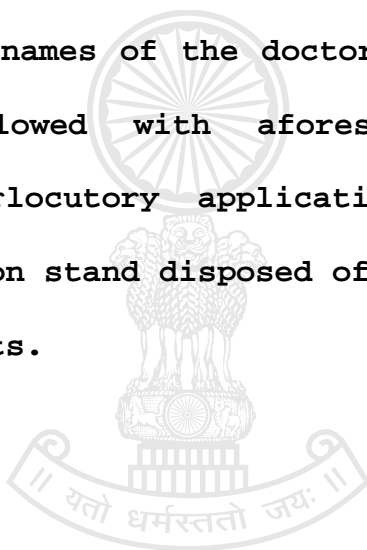 names of the doctor
lowed with afores
rlocutory applicati
on stand disposed of
ts.
॥ यतो धर्मस्ततो जयः ॥